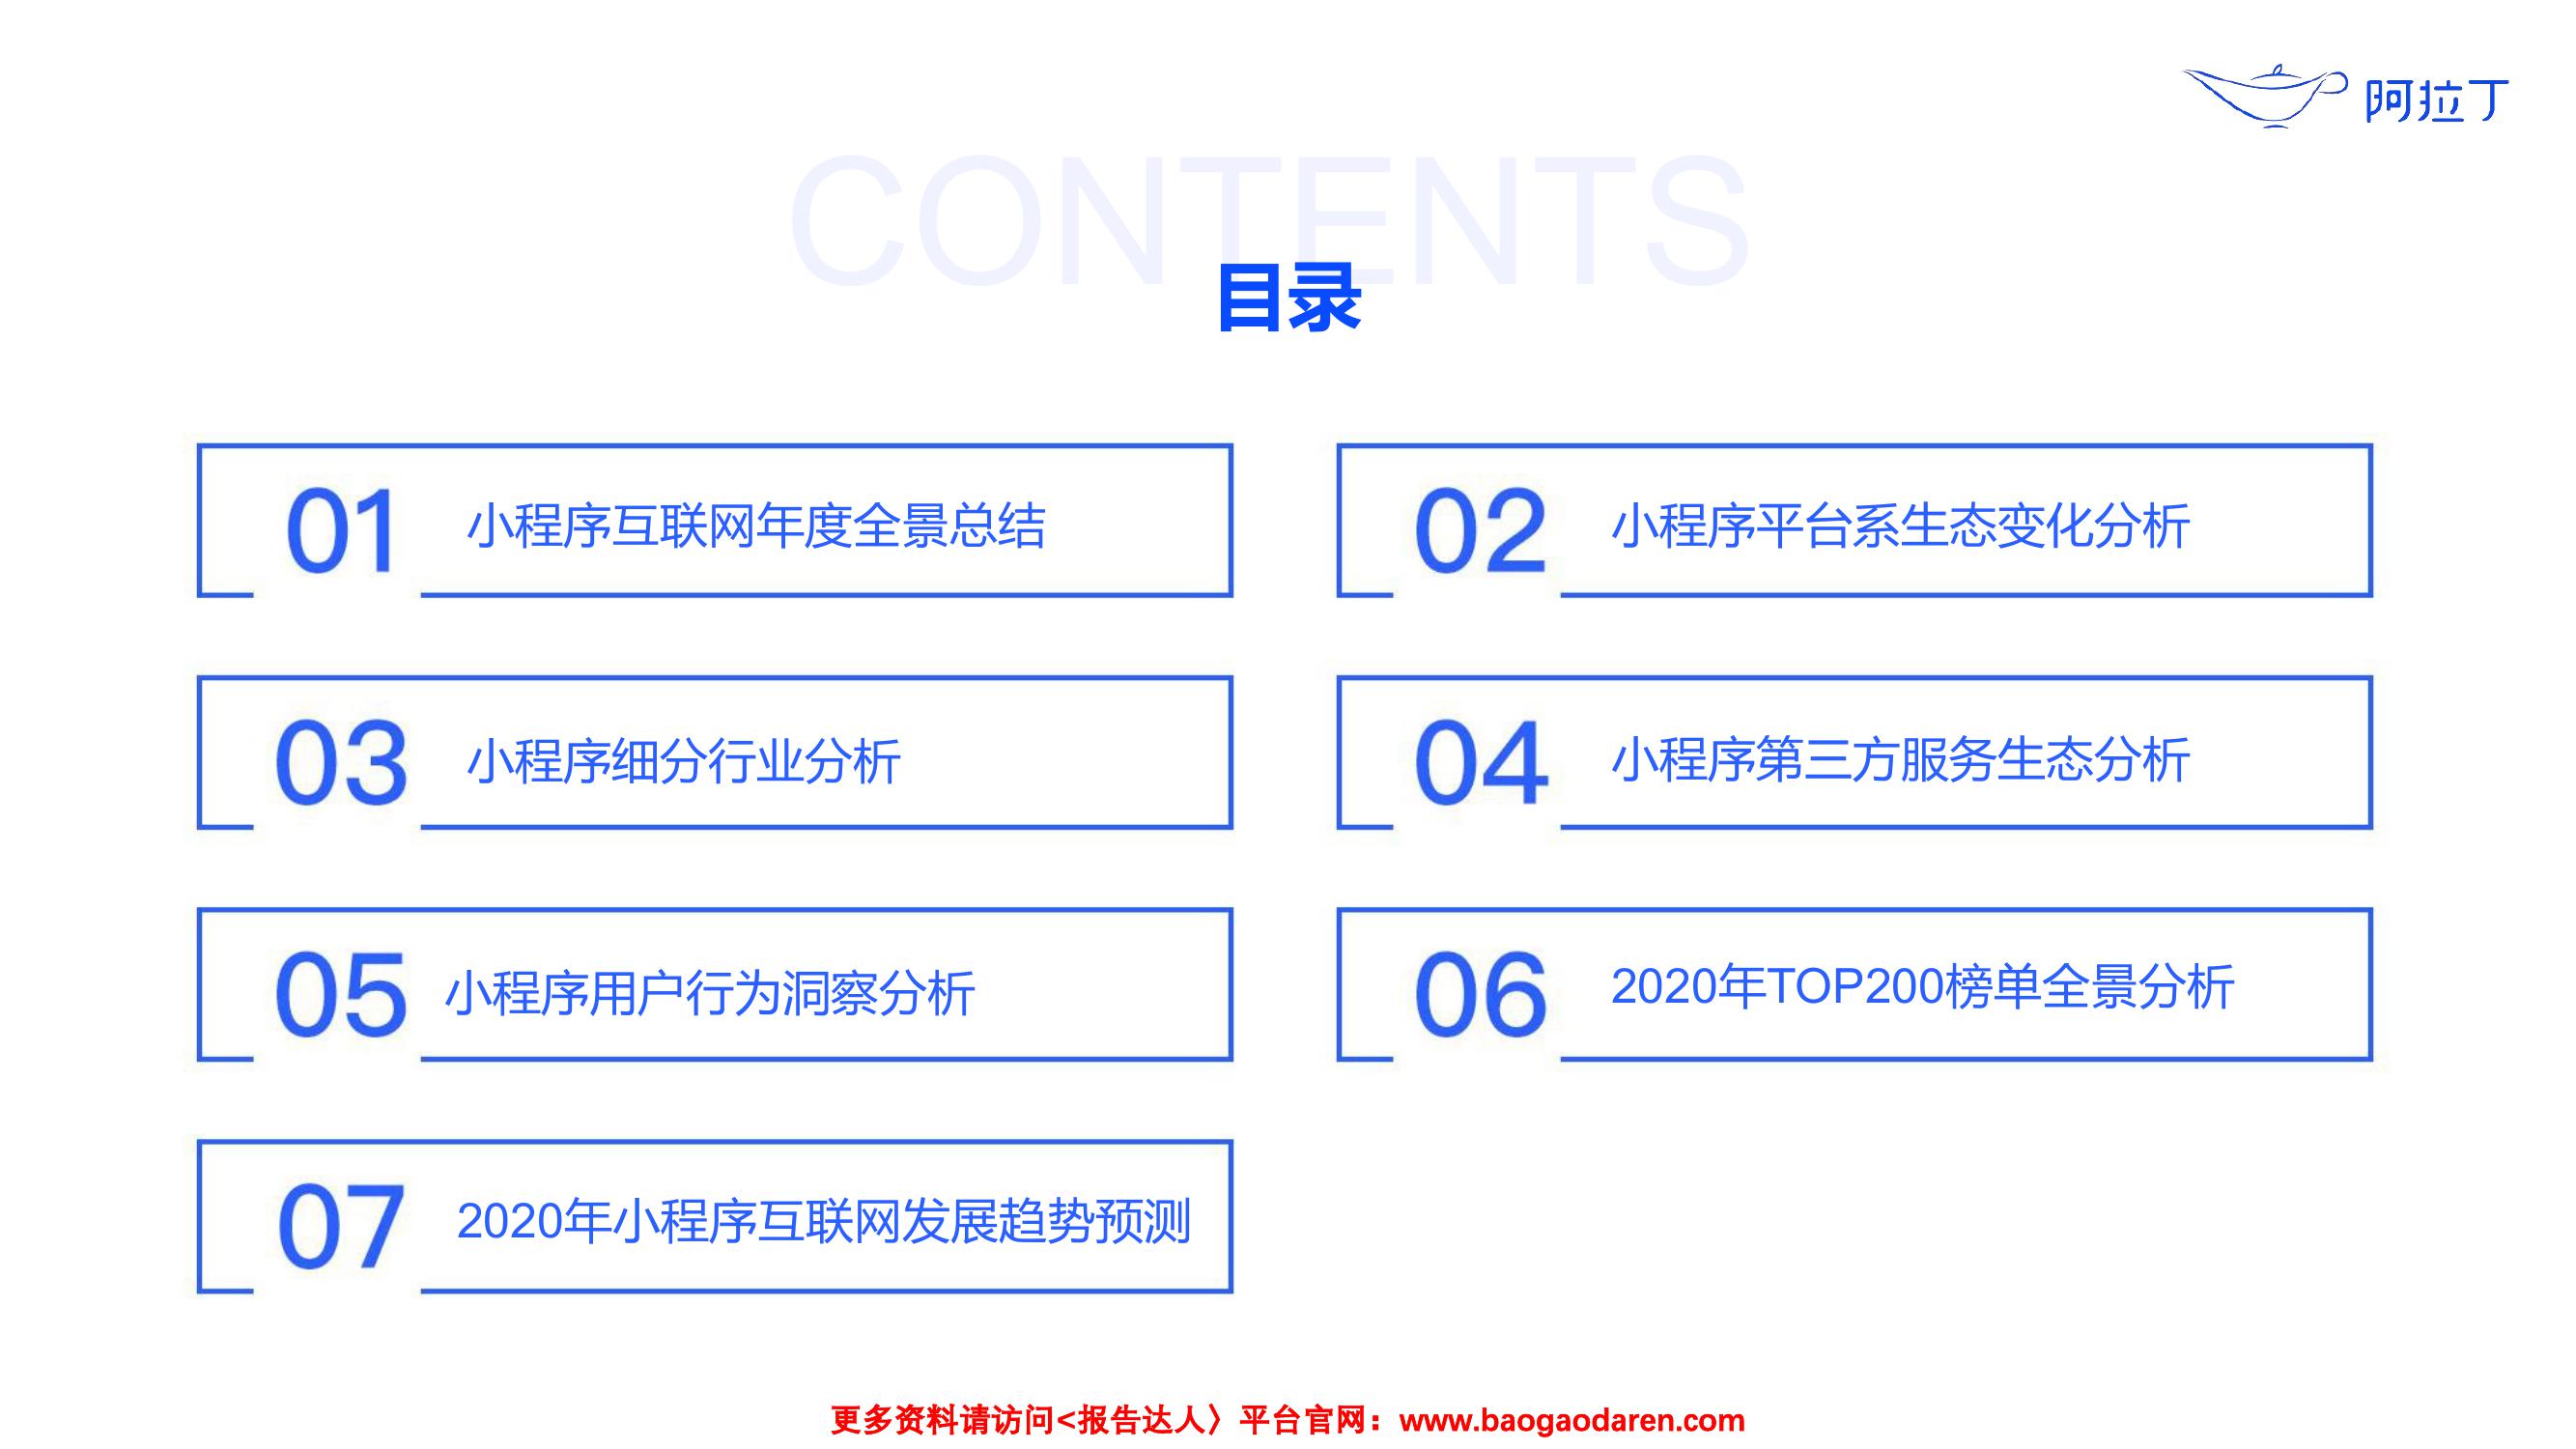 阿拉丁
CONTENTS
目录
01 小程序互联网年度全景总结
02 小程序平台系生态变化分析
03 小程序细分行业分析
04 小程序第三方服务生态分析
05 小程序用户行为洞察分析
06 2020年TOP200榜单全景分析
07 2020年小程序互联网发展趋势预测
更多资料请访问<报告达人〉平台官网：www.baogaodaren.com